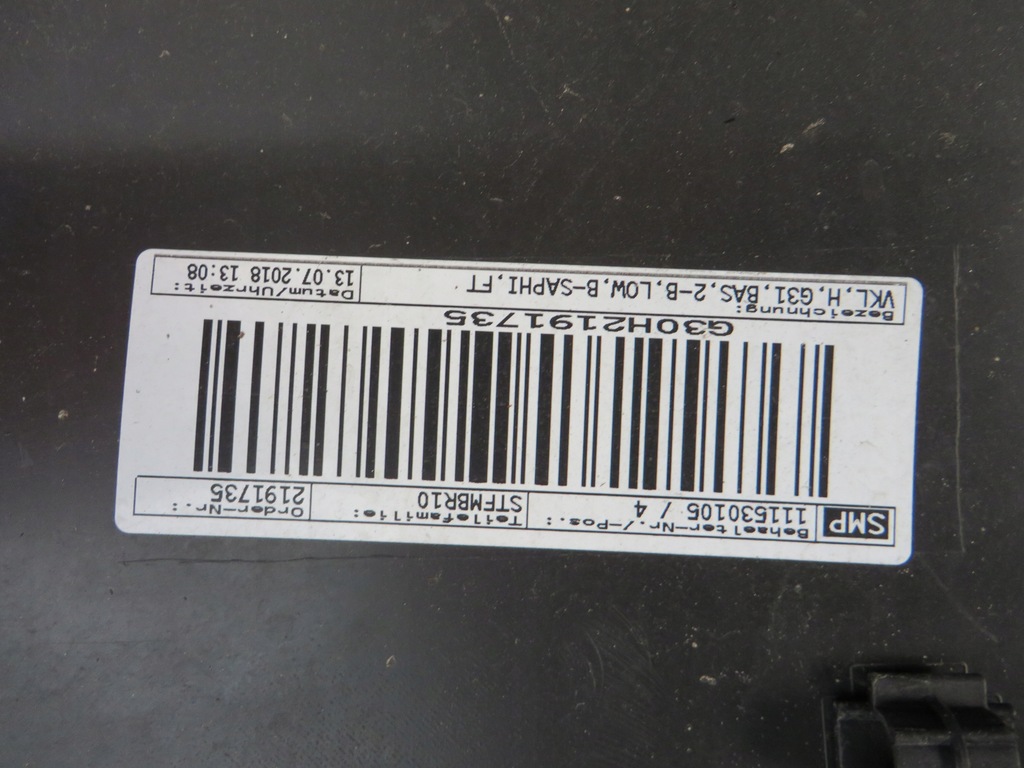 SMP
Behaelter-Nr./-Pos.:
111530105 / 4
Teilefamilie:
STFMBR10
Order-Nr.:
2191735
G30H2191735
Bezeichnung:
VKL,H,G31,BAS,2-B,LOW,B-SAPHI,FT
Datum/Uhrzeit:
13.07.2018 13:08